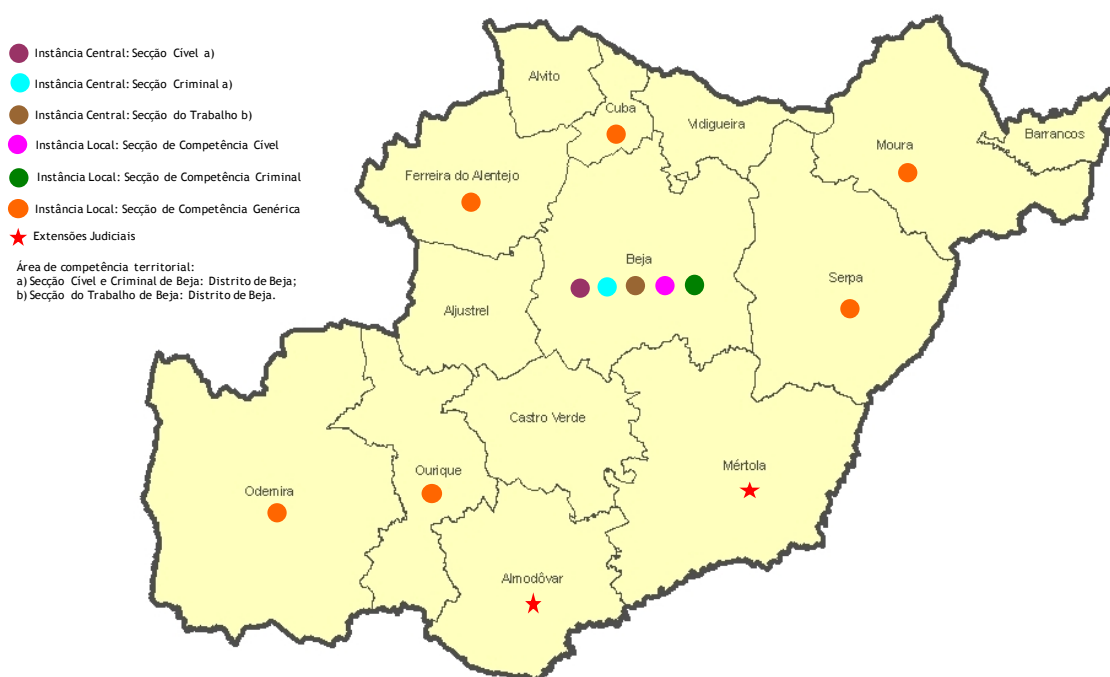 Instância Central: Secção Cível a)
Instância Central: Secção Criminal a)
Instância Central: Secção do Trabalho b)
Instância Local: Secção de Competência Cível
Instância Local: Secção de Competência Criminal
Instância Local: Secção de Competência Genérica
Extensões Judiciais
Área de competência territorial:
a) Secção Cível e Criminal de Beja: Distrito de Beja;
b) Secção do Trabalho de Beja: Distrito de Beja.
Alvito
Cuba
Vidigueira
Moura
Barrancos
Ferreira do Alentejo
Beja
Serpa
Aljustrel
Castro Verde
Ourique
Mértola
Odemira
Almodôvar